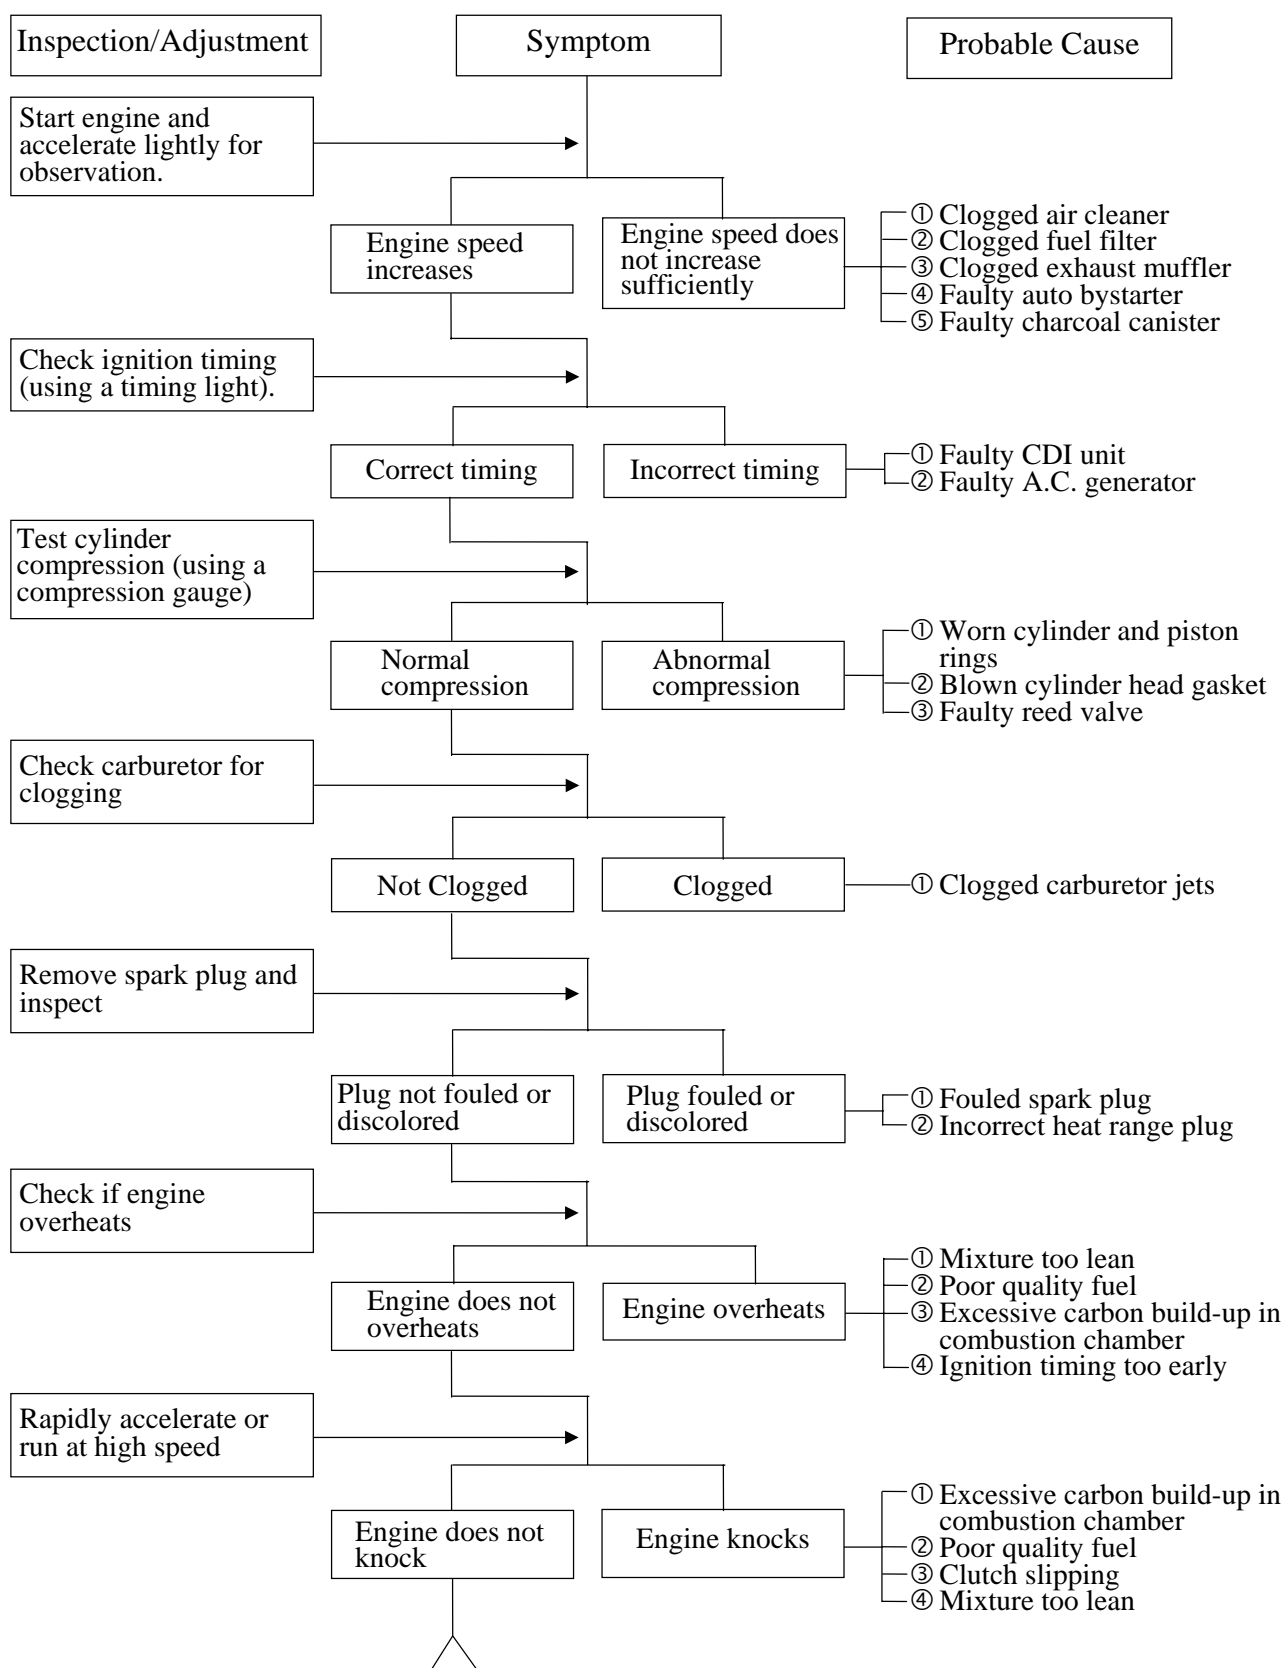 Inspection/Adjustment
Symptom
Probable Cause
Start engine and
accelerate lightly for
observation.
Engine speed
increases
Engine speed does
not increase
sufficiently
① Clogged air cleaner
② Clogged fuel filter
③ Clogged exhaust muffler
④ Faulty auto bystarter
⑤ Faulty charcoal canister
Check ignition timing
(using a timing light).
Correct timing
Incorrect timing
① Faulty CDI unit
② Faulty A.C. generator
Test cylinder
compression (using a
compression gauge)
Normal
compression
Abnormal
compression
① Worn cylinder and piston
rings
② Blown cylinder head gasket
③ Faulty reed valve
Check carburetor for
clogging
Not Clogged
Clogged
① Clogged carburetor jets
Remove spark plug and
inspect
Plug not fouled or
discolored
Plug fouled or
discolored
① Fouled spark plug
② Incorrect heat range plug
Check if engine
overheats
Engine does not
overheats
Engine overheats
① Mixture too lean
② Poor quality fuel
③ Excessive carbon build-up in
combustion chamber
④ Ignition timing too early
Rapidly accelerate or
run at high speed
Engine does not
knock
Engine knocks
① Excessive carbon build-up in
combustion chamber
② Poor quality fuel
③ Clutch slipping
④ Mixture too lean